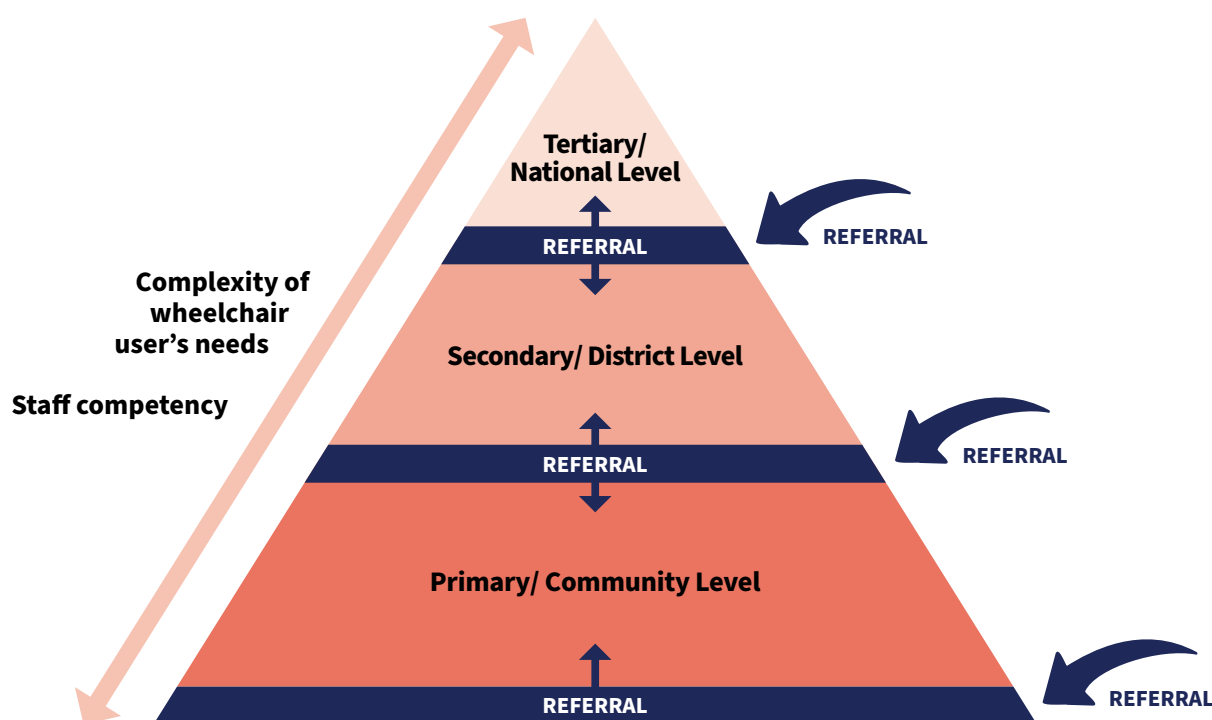 Tertiary/
National Level
REFERRAL
REFERRAL
Complexity of
wheelchair
user’s needs
Secondary/ District Level
Staff competency
REFERRAL
REFERRAL
Primary/ Community Level
REFERRAL
REFERRAL